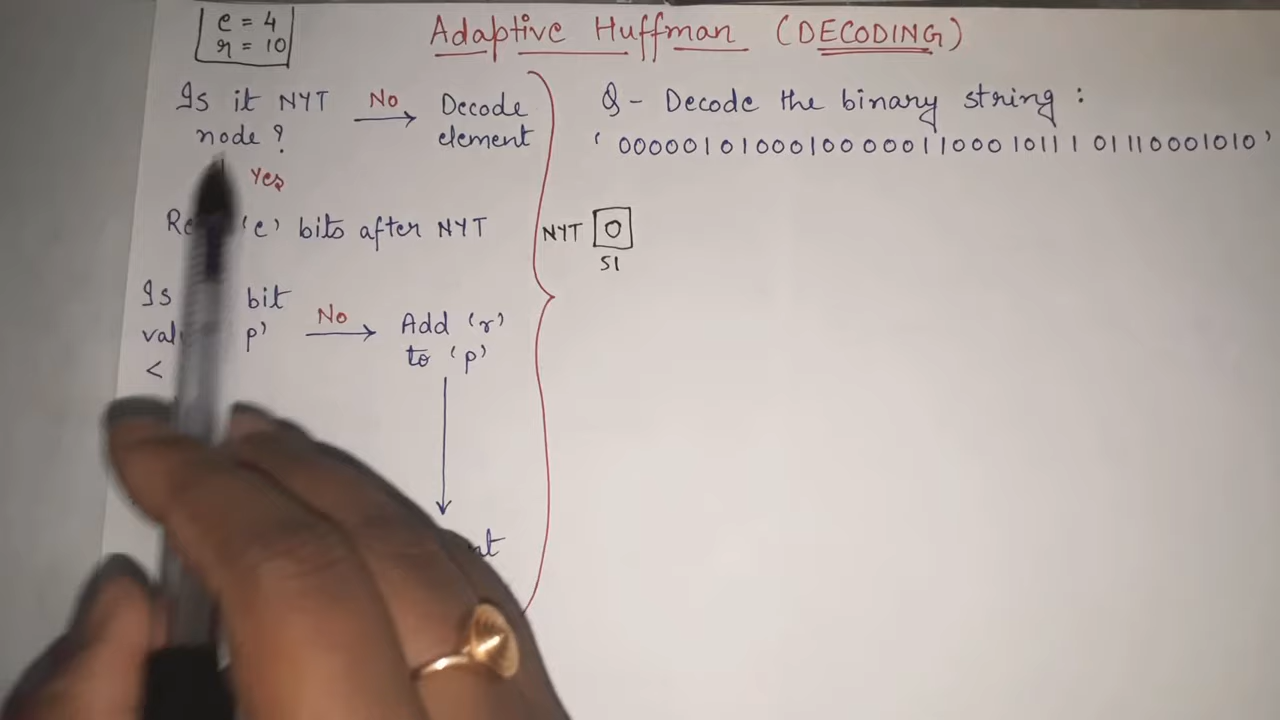 e = 4
r = 10
Adaptive Huffman (DECODING)
Is it NYT No Decode
node? element
Yes
'e' bits after NYT
Is bit
p' No Add 'r'
< to 'p'
Q - Decode the binary string :
' 00000101000100000110001011101110001010 '
NYT 0
51